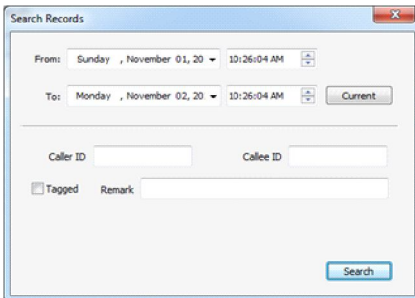 Search Records
From: Sunday , November 01, 20 10:26:04 AM
To: Monday , November 02, 20 10:26:04 AM Current
Caller ID Callee ID
Tagged Remark
Search